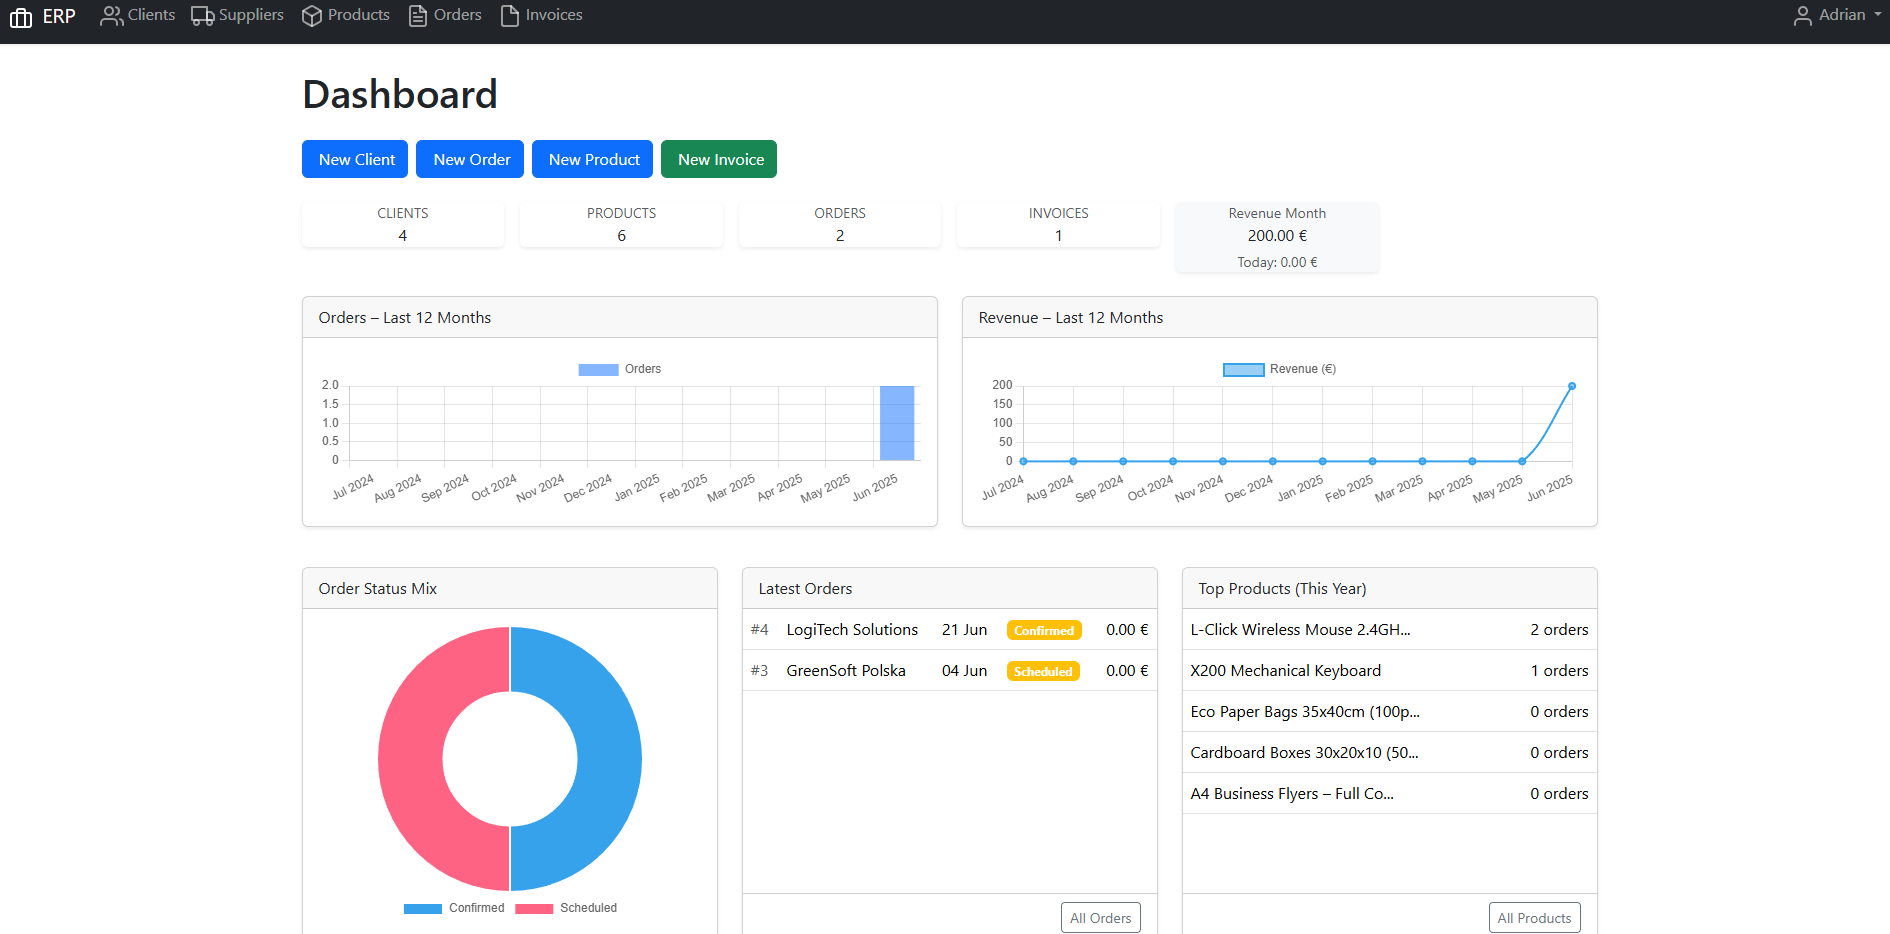 ERP Clients Suppliers Products Orders Invoices Adrian
Dashboard
New Client New Order New Product New Invoice
CLIENTS PRODUCTS ORDERS INVOICES Revenue Month
4 6 2 1 200.00 €
Today: 0.00 €
Orders – Last 12 Months
Orders
2.0
1.5
1.0
0.5
0
Jul 2024 Aug 2024 Sep 2024 Oct 2024 Nov 2024 Dec 2024 Jan 2025 Feb 2025 Mar 2025 Apr 2025 May 2025 Jun 2025
Revenue – Last 12 Months
Revenue (€)
200
150
100
50
0
Jul 2024 Aug 2024 Sep 2024 Oct 2024 Nov 2024 Dec 2024 Jan 2025 Feb 2025 Mar 2025 Apr 2025 May 2025 Jun 2025
Order Status Mix
Confirmed Scheduled
Latest Orders
#4 LogiTech Solutions 21 Jun Confirmed 0.00 €
#3 GreenSoft Polska 04 Jun Scheduled 0.00 €
All Orders
Top Products (This Year)
L-Click Wireless Mouse 2.4GH... 2 orders
X200 Mechanical Keyboard 1 orders
Eco Paper Bags 35x40cm (100p... 0 orders
Cardboard Boxes 30x20x10 (50... 0 orders
A4 Business Flyers – Full Co... 0 orders
All Products